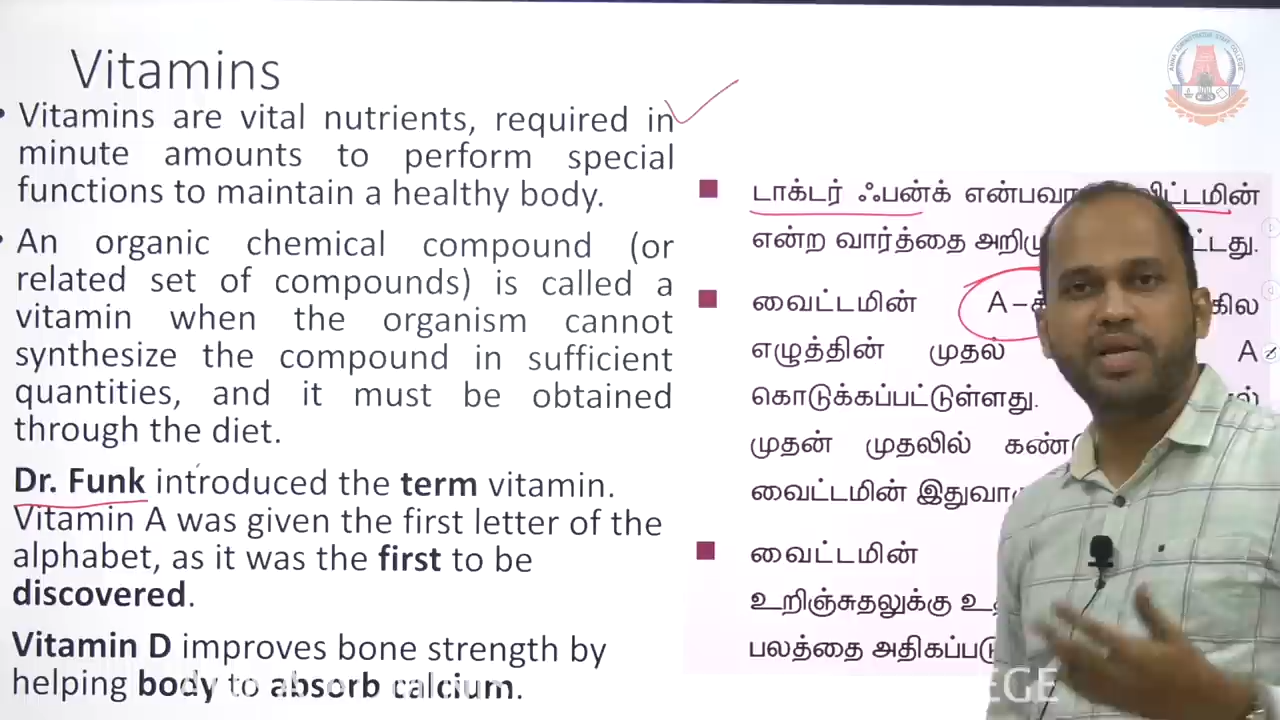 Vitamins
• Vitamins are vital nutrients, required in
minute amounts to perform special
functions to maintain a healthy body.
• An organic chemical compound (or
related set of compounds) is called a
vitamin when the organism cannot
synthesize the compound in sufficient
quantities, and it must be obtained
through the diet.
Dr. Funk introduced the term vitamin.
Vitamin A was given the first letter of the
alphabet, as it was the first to be
discovered.
Vitamin D improves bone strength by
helping body to absorb calcium.
டாக்டர் ஃபன்க்
என்ற வார்த்தை
வைட்டமின் A
எழுத்தின் முதல் A
கொடுக்கப்பட்டுள்ளது.
முதன் முதலில்
வைட்டமின்
வைட்டமின்
உறிஞ்சுதலுக்கு
பலத்தை
ANNA ADMINISTRATIVE STAFF COLLEGE